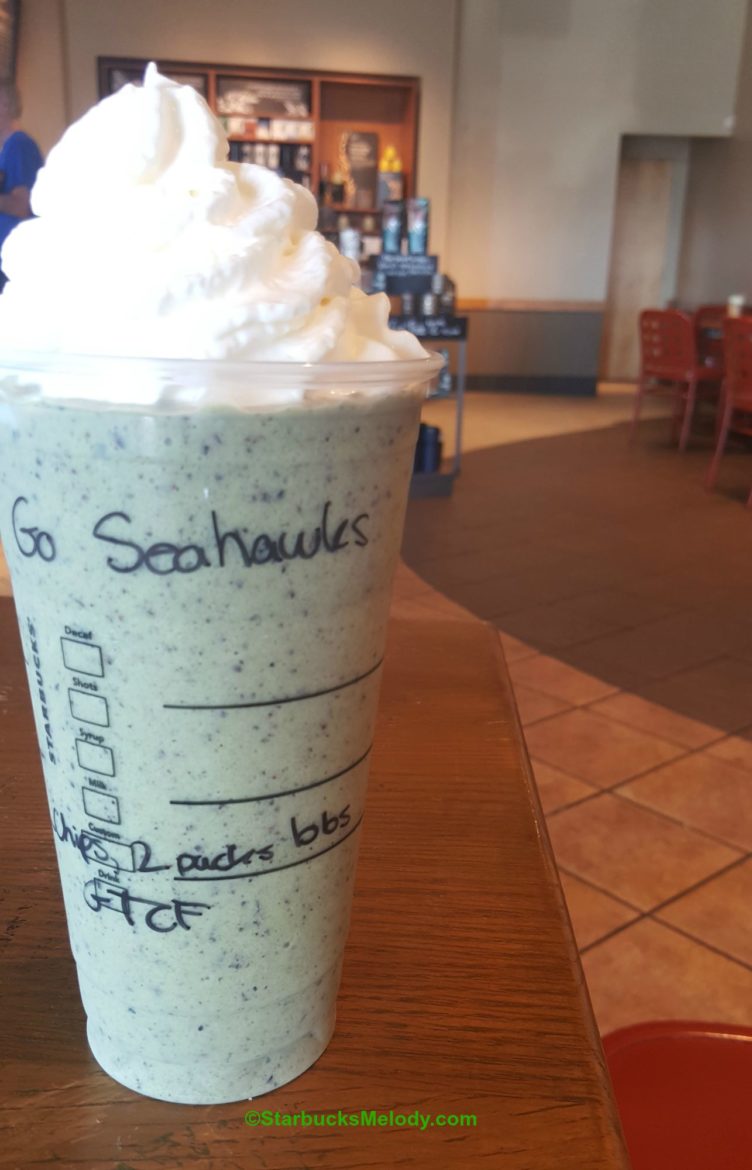 Go Seahawks
STARBUCKS
Decaf
Shots
Syrup
Milk
Custom
Chips, 2 packs bbs
Drink
GTCF
©StarbucksMelody.com